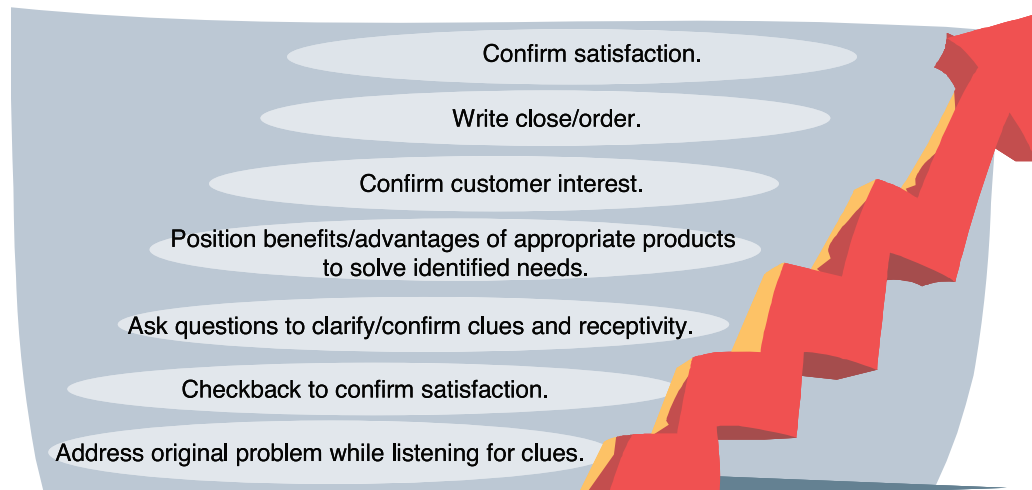 Confirm satisfaction.
Write close/order.
Confirm customer interest.
Position benefits/advantages of appropriate products
to solve identified needs.
Ask questions to clarify/confirm clues and receptivity.
Checkback to confirm satisfaction.
Address original problem while listening for clues.